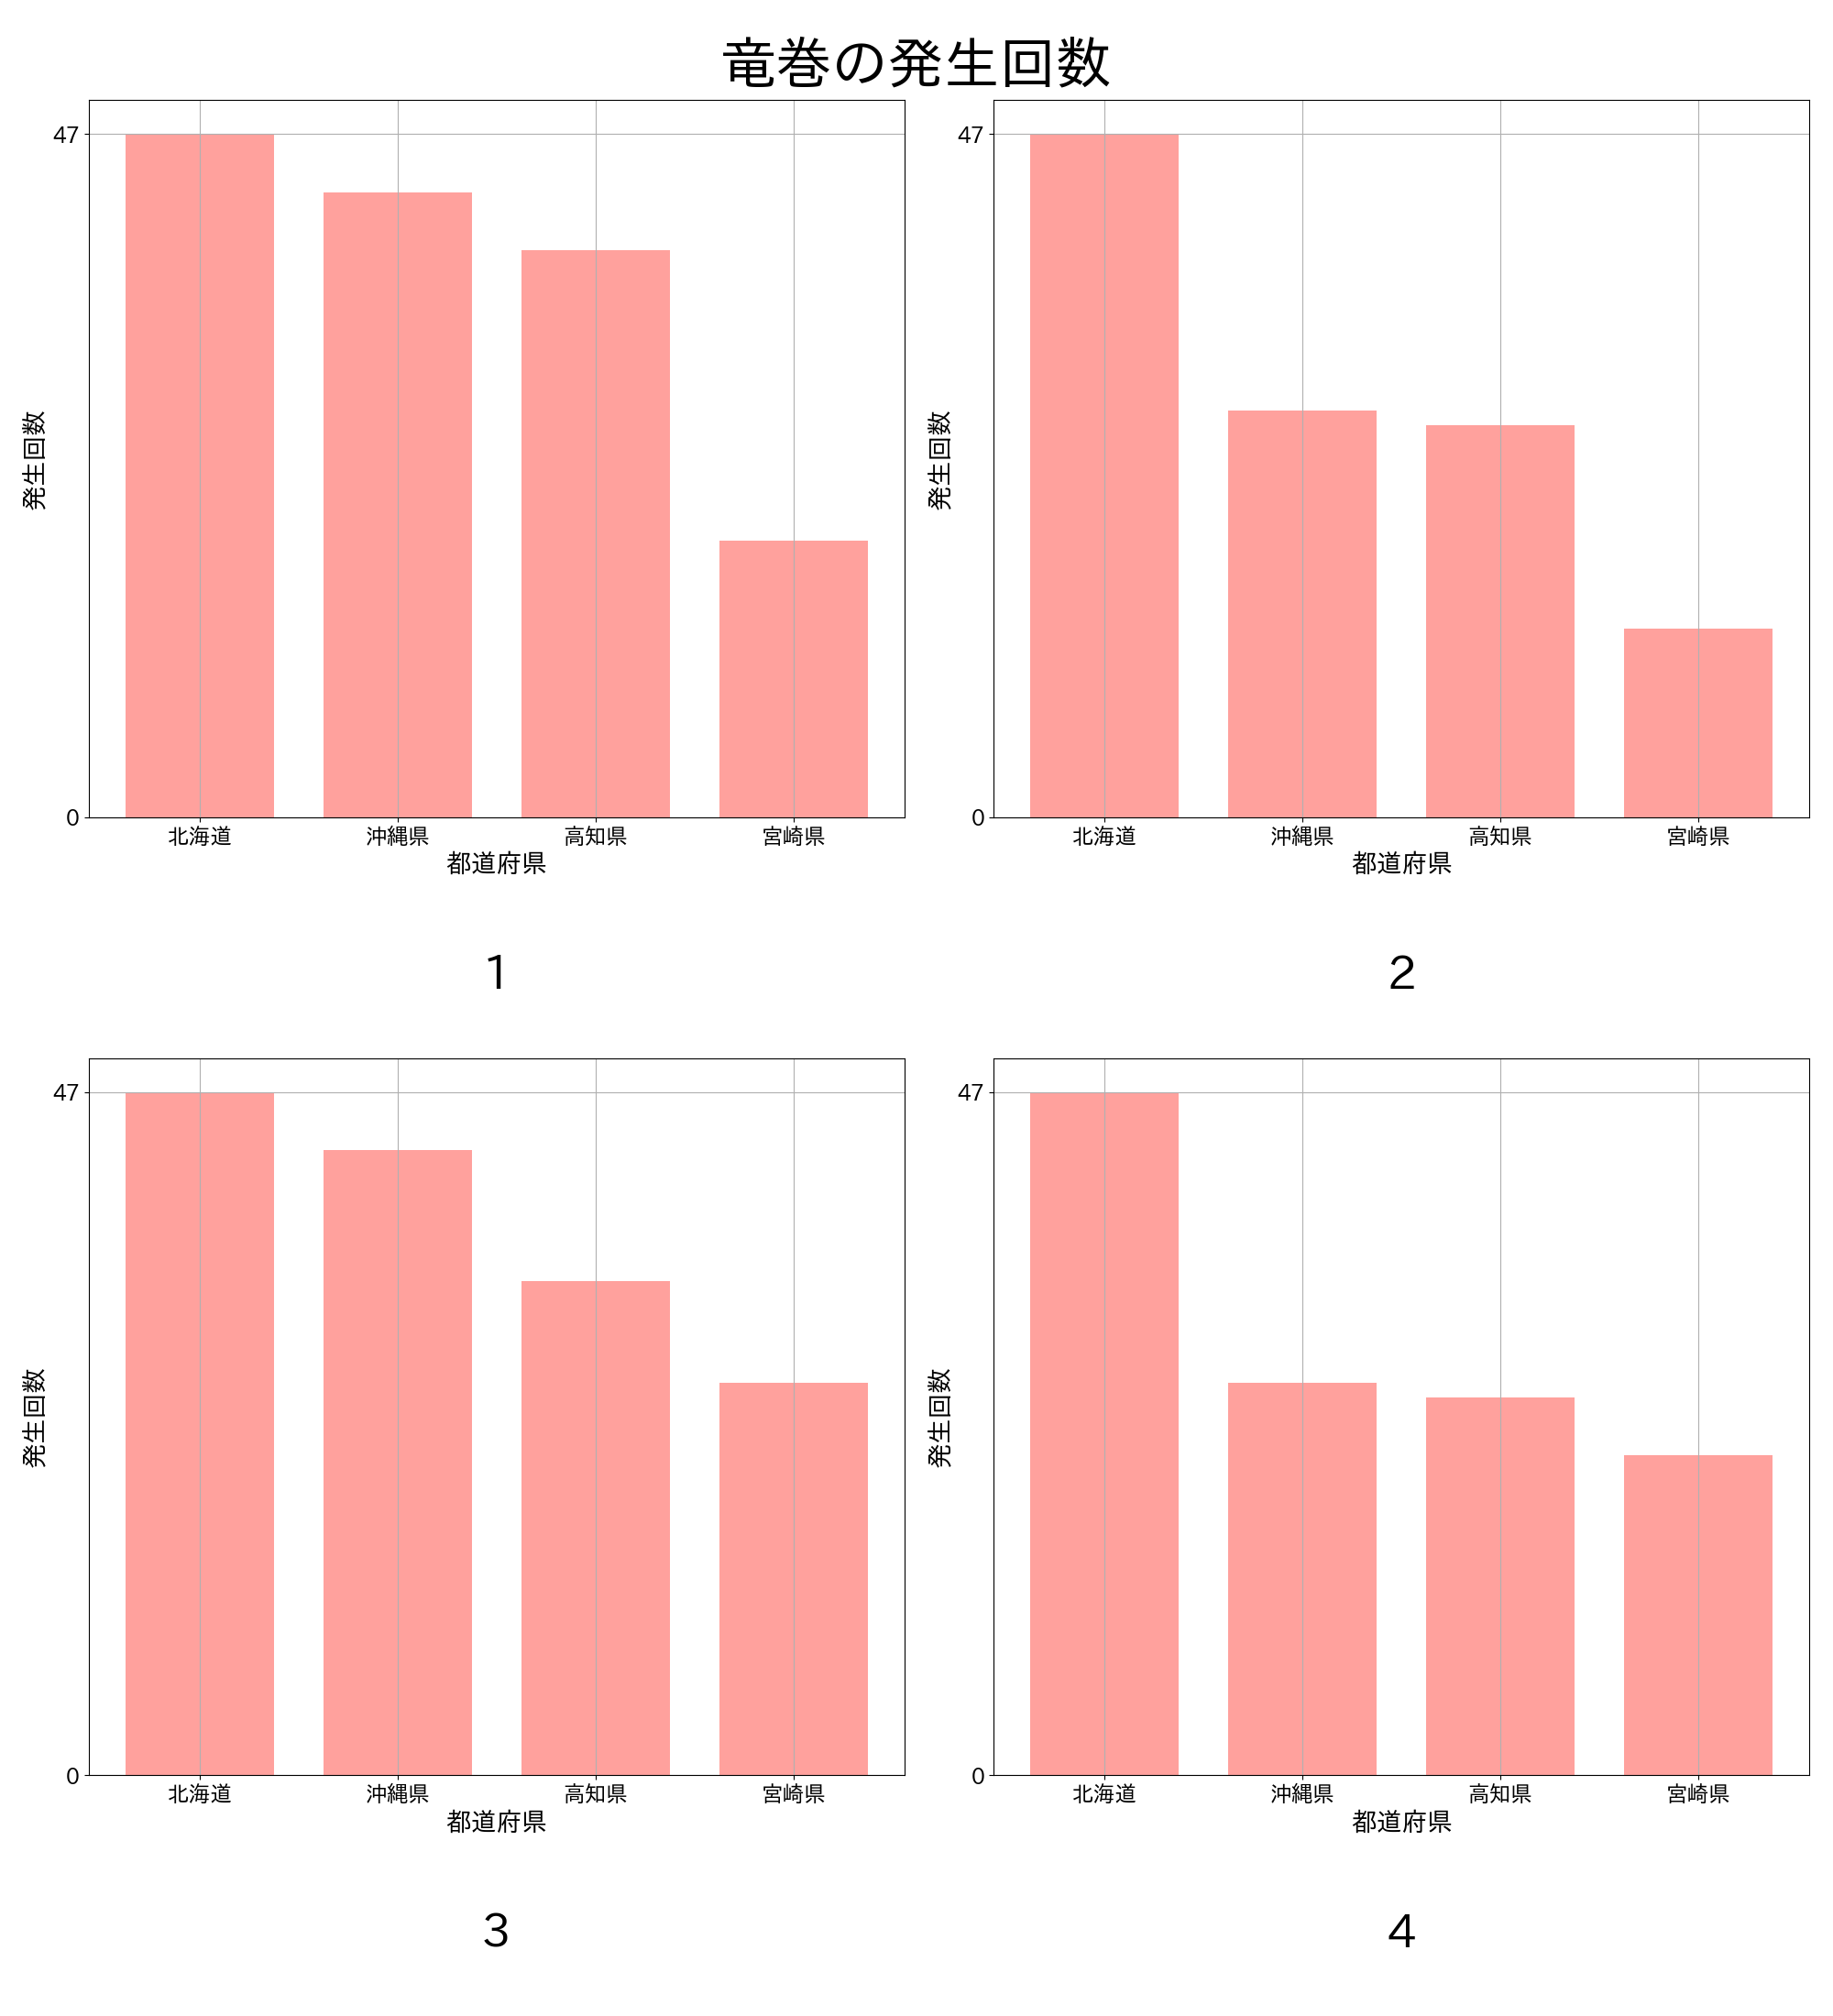 竜巻の発生回数
47
0
発生回数
北海道 沖縄県 高知県 宮崎県
都道府県
1
47
0
発生回数
北海道 沖縄県 高知県 宮崎県
都道府県
2
47
0
発生回数
北海道 沖縄県 高知県 宮崎県
都道府県
3
47
0
発生回数
北海道 沖縄県 高知県 宮崎県
都道府県
4